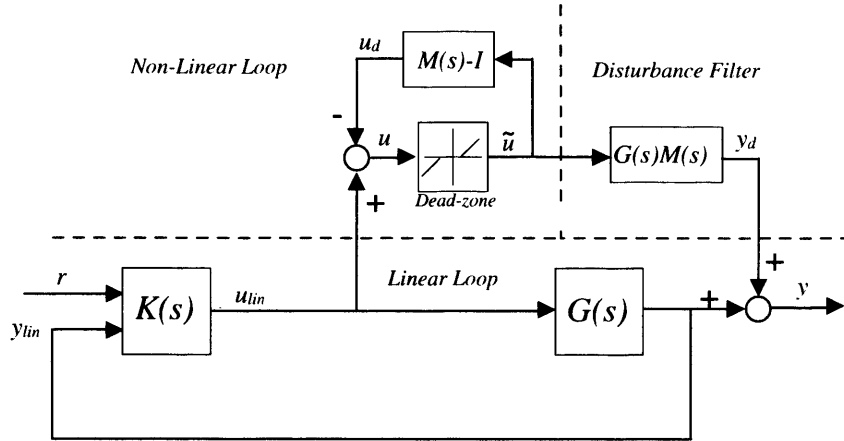 u_d
M(s)-I
Non-Linear Loop
Disturbance Filter
-
u
ũ
G(s)M(s)
y_d
+
Dead-zone
+
r
u_lin
Linear Loop
K(s)
G(s)
+
y
y_lin